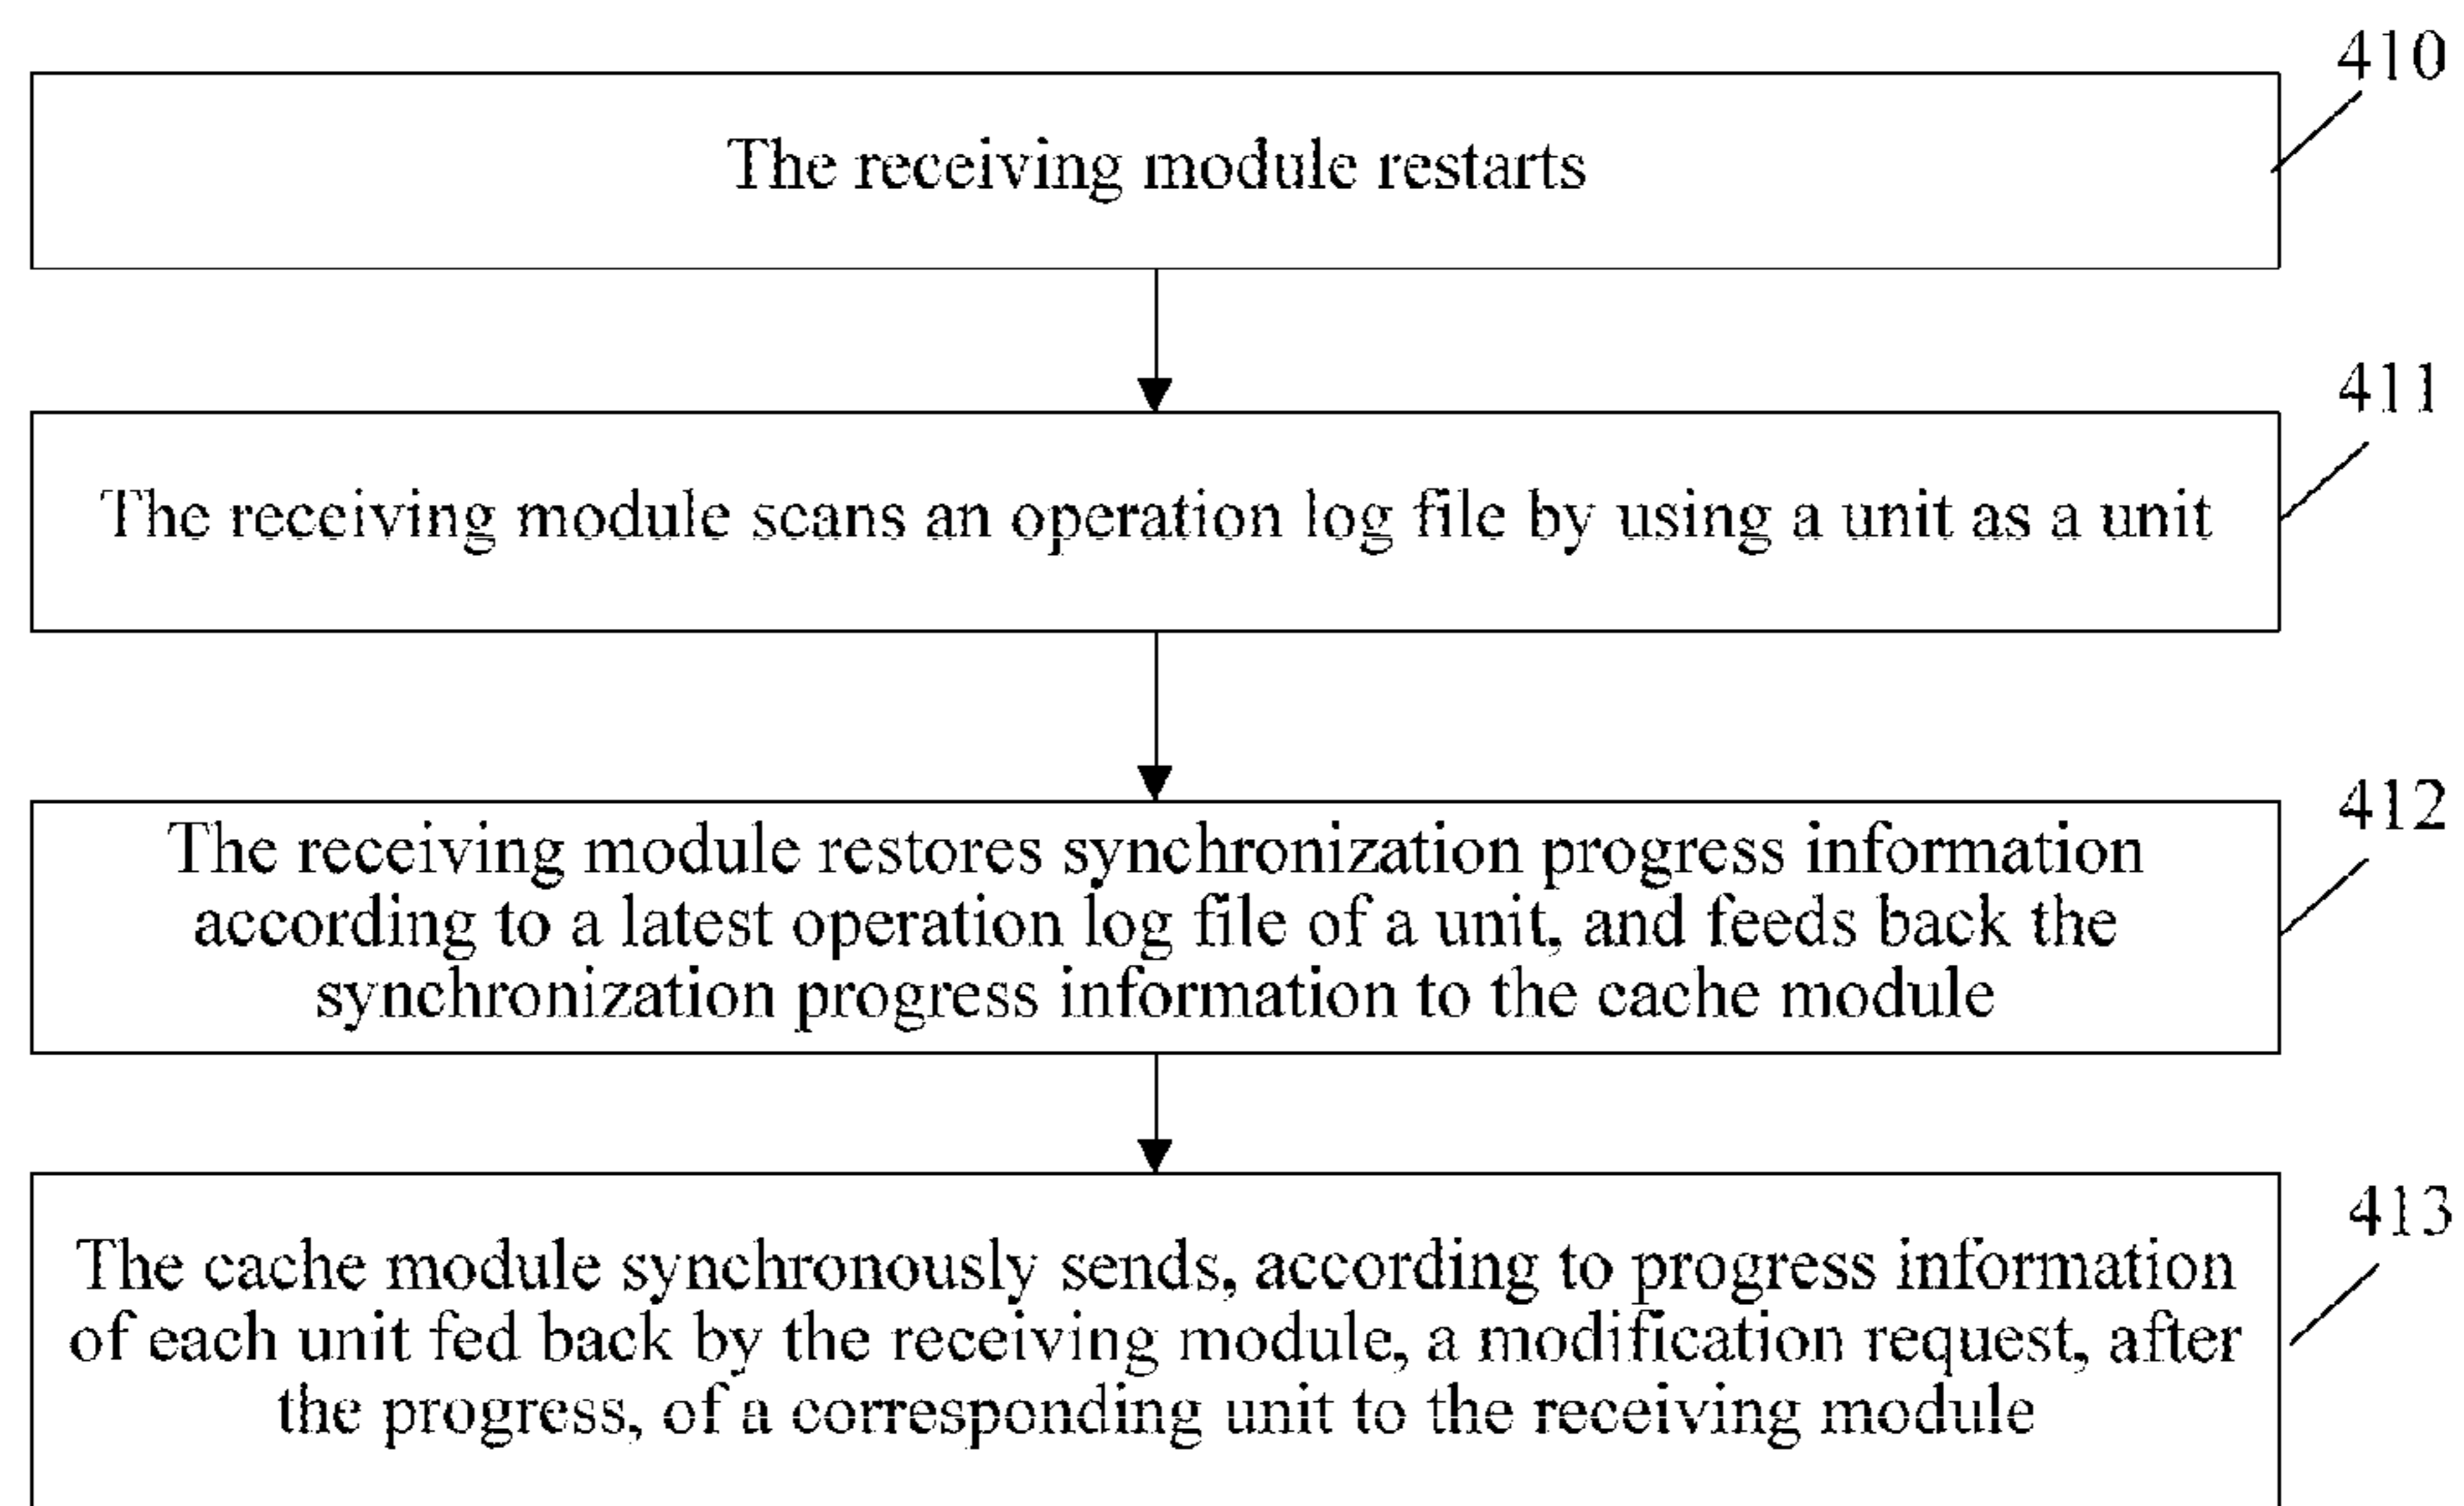 410
The receiving module restarts
411
The receiving module scans an operation log file by using a unit as a unit
412
The receiving module restores synchronization progress information
according to a latest operation log file of a unit, and feeds back the
synchronization progress information to the cache module
413
The cache module synchronously sends, according to progress information
of each unit fed back by the receiving module, a modification request, after
the progress, of a corresponding unit to the receiving module